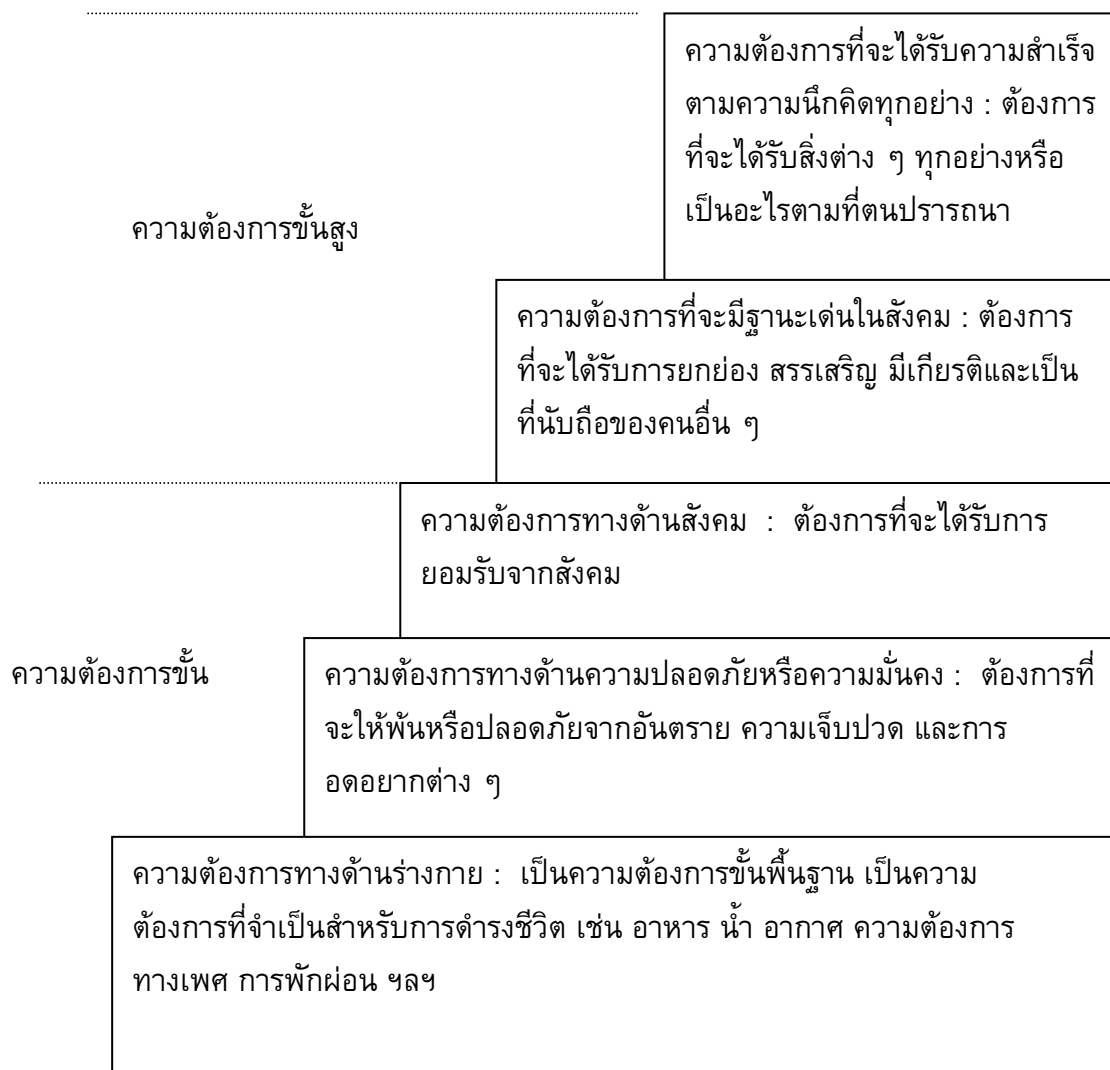 ความต้องการที่จะได้รับความสำเร็จ
ตามความนึกคิดทุกอย่าง : ต้องการ
ที่จะได้รับสิ่งต่าง ๆ ทุกอย่างหรือ
เป็นอะไรตามที่ตนปรารถนา
ความต้องการขั้นสูง
ความต้องการที่จะมีฐานะเด่นในสังคม : ต้องการ
ที่จะได้รับการยกย่อง สรรเสริญ มีเกียรติและเป็น
ที่นับถือของคนอื่น ๆ
ความต้องการทางด้านสังคม : ต้องการที่จะได้รับการ
ยอมรับจากสังคม
ความต้องการขั้น
ความต้องการทางด้านความปลอดภัยหรือความมั่นคง : ต้องการที่
จะให้พ้นหรือปลอดภัยจากอันตราย ความเจ็บปวด และการ
อดอยากต่าง ๆ
ความต้องการทางด้านร่างกาย : เป็นความต้องการขั้นพื้นฐาน เป็นความ
ต้องการที่จำเป็นสำหรับการดำรงชีวิต เช่น อาหาร น้ำ อากาศ ความต้องการ
ทางเพศ การพักผ่อน ฯลฯ